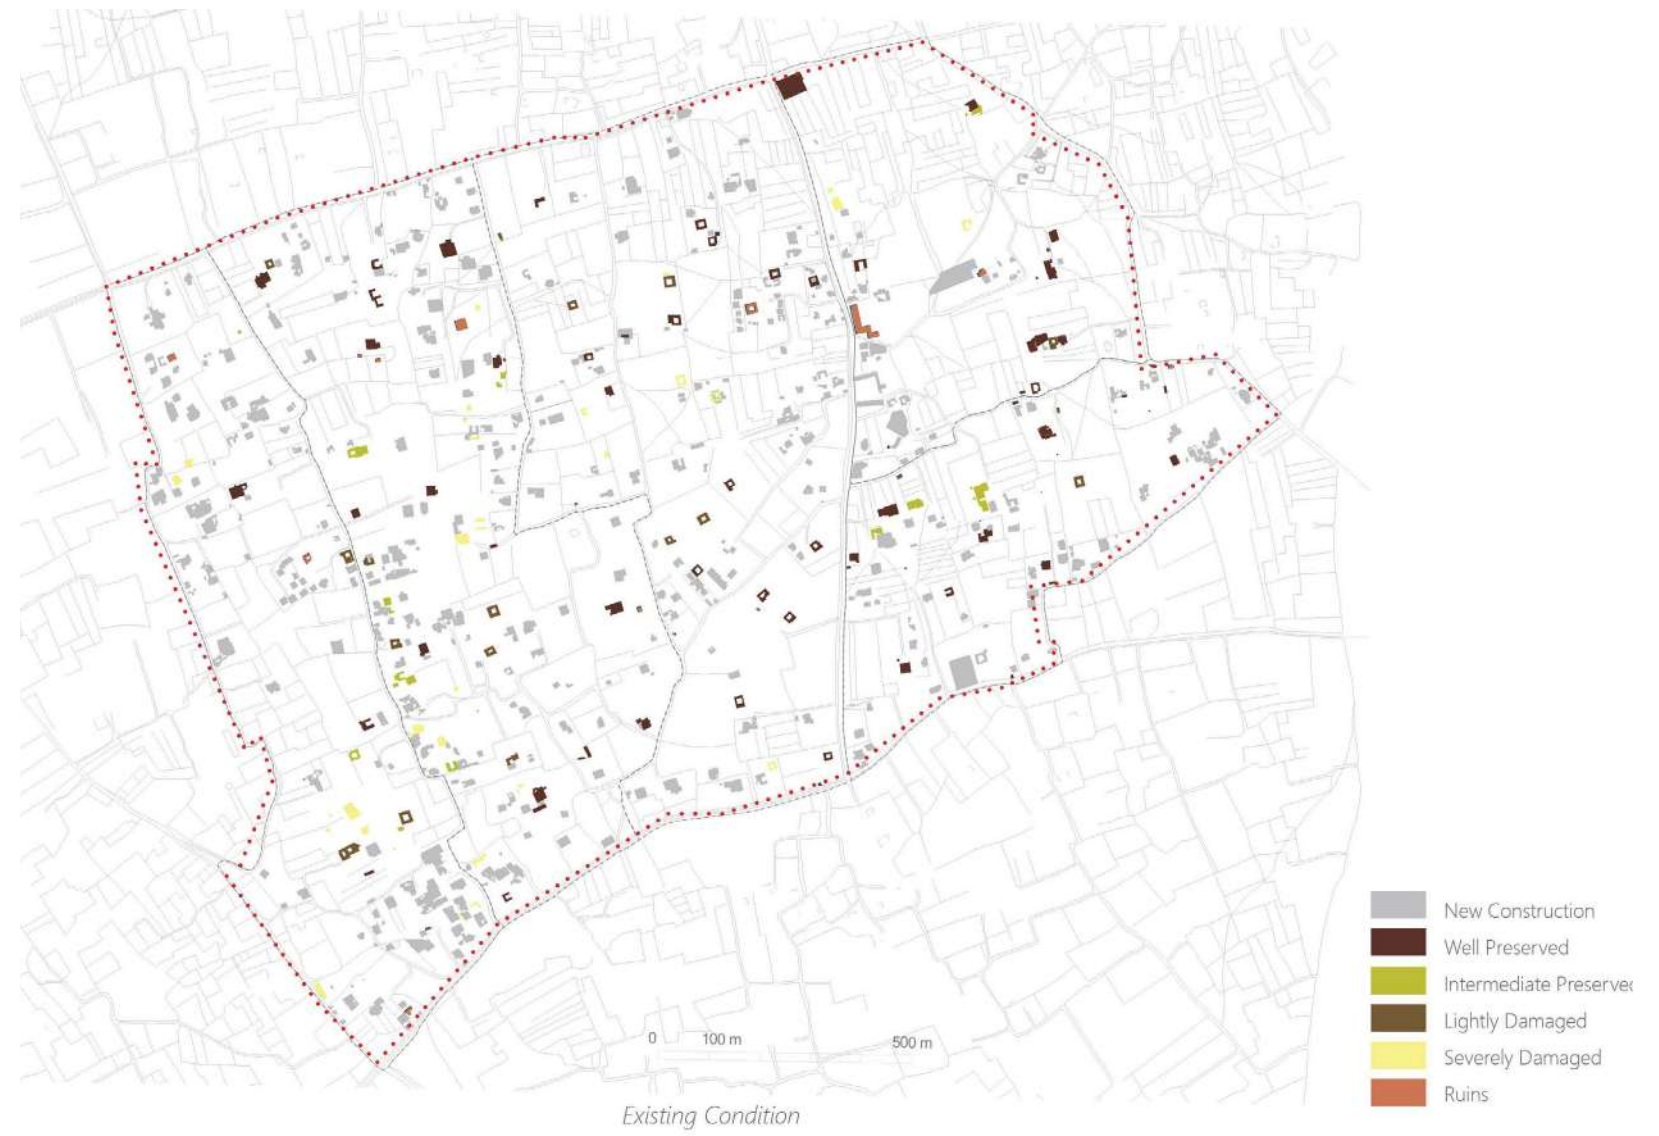 New Construction
Well Preserved
Intermediate Preserve
Lightly Damaged
Severely Damaged
Ruins
0 100 m 500 m
Existing Condition